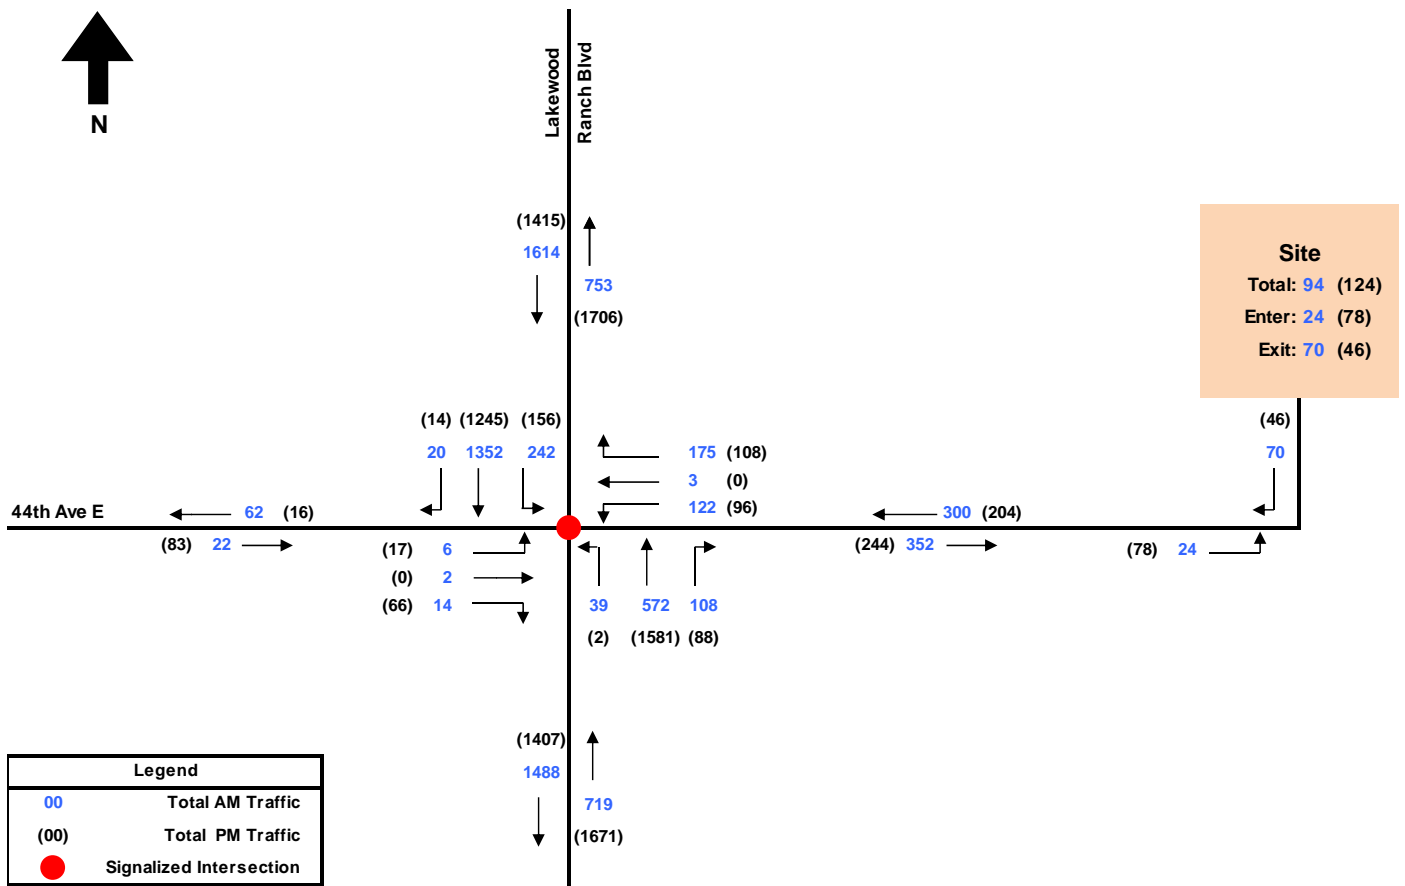 N
Lakewood
Ranch Blvd
(1415)
1614
753
(1706)
Site
Total: 94 (124)
Enter: 24 (78)
Exit: 70 (46)
(14) (1245) (156)
20 1352 242
175 (108)
3 (0)
122 (96)
(46)
70
44th Ave E
62 (16)
(83) 22
(17) 6
(0) 2
(66) 14
300 (204)
(244) 352
(78) 24
39 572 108
(2) (1581) (88)
(1407)
1488
719
(1671)
Legend
00 Total AM Traffic
(00) Total PM Traffic
Signalized Intersection